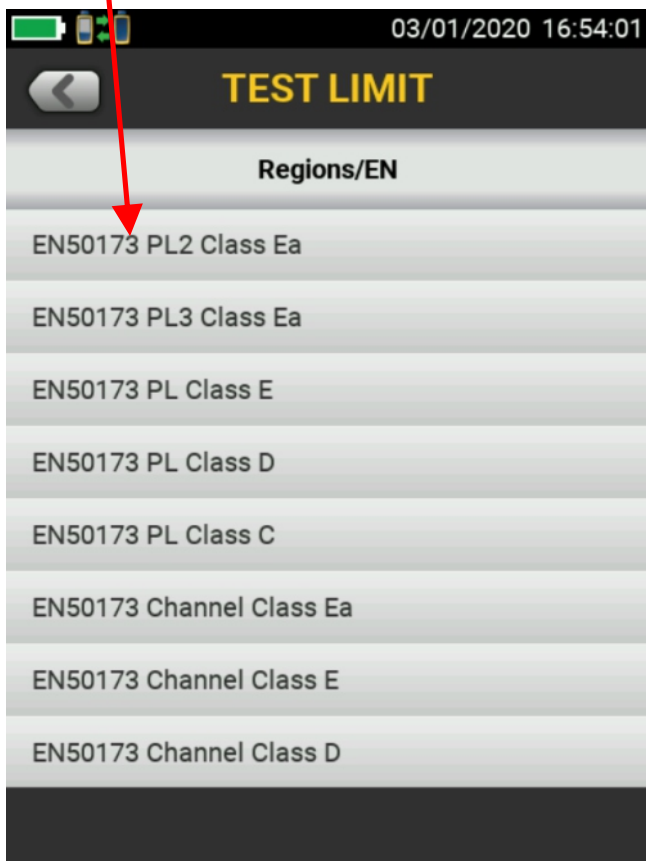 03/01/2020 16:54:01
TEST LIMIT
Regions/EN
EN50173 PL2 Class Ea
EN50173 PL3 Class Ea
EN50173 PL Class E
EN50173 PL Class D
EN50173 PL Class C
EN50173 Channel Class Ea
EN50173 Channel Class E
EN50173 Channel Class D